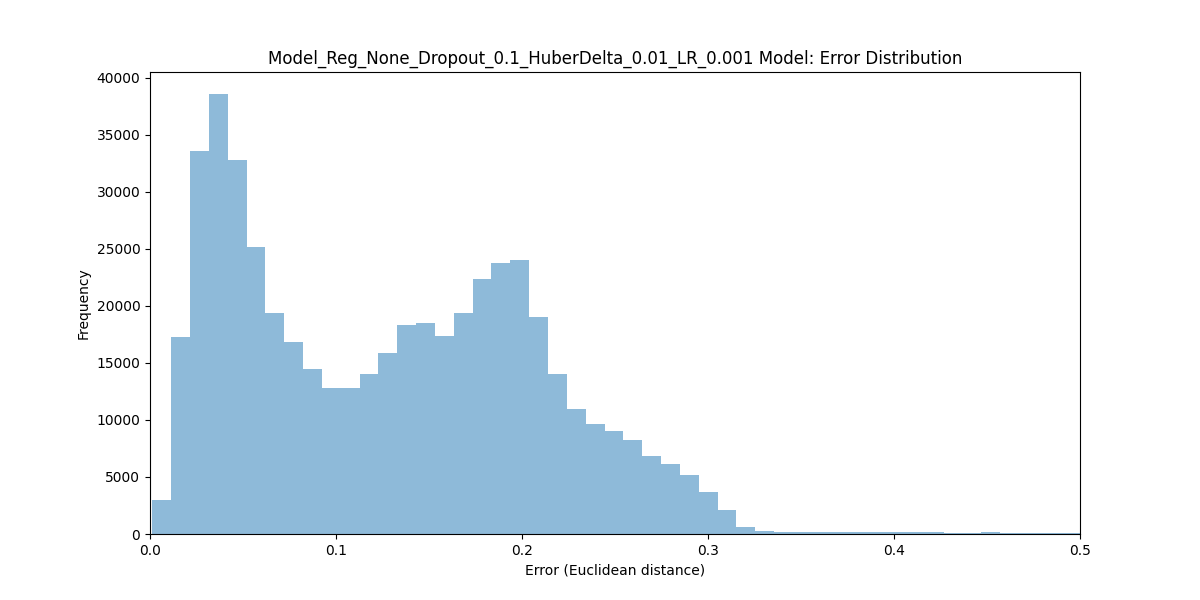 Model_Reg_None_Dropout_0.1_HuberDelta_0.01_LR_0.001 Model: Error Distribution
40000
35000
30000
25000
20000
15000
10000
5000
0
Frequency
0.0 0.1 0.2 0.3 0.4 0.5
Error (Euclidean distance)